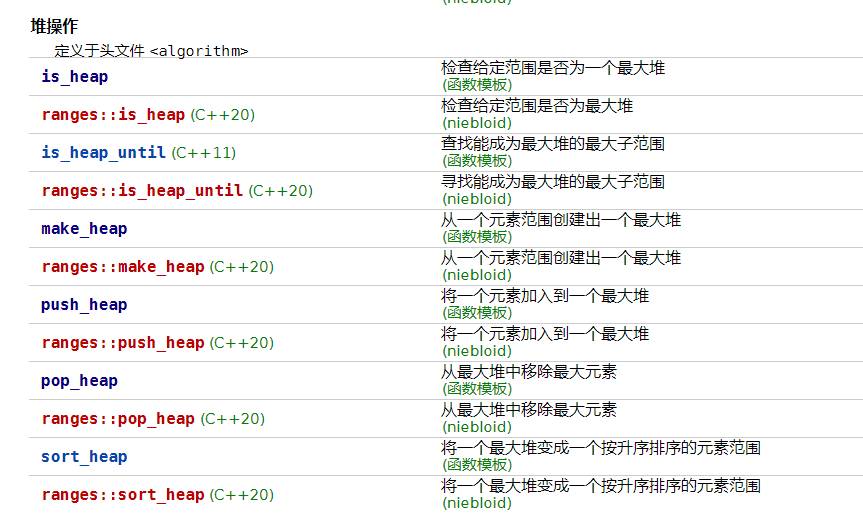 (niebloid)
堆操作
定义于头文件 <algorithm>
is_heap
检查给定范围是否为一个最大堆
(函数模板)
ranges::is_heap (C++20)
检查给定范围是否为最大堆
(niebloid)
is_heap_until (C++11)
查找能成为最大堆的最大子范围
(函数模板)
ranges::is_heap_until (C++20)
寻找能成为最大堆的最大子范围
(niebloid)
make_heap
从一个元素范围创建出一个最大堆
(函数模板)
ranges::make_heap (C++20)
从一个元素范围创建出一个最大堆
(niebloid)
push_heap
将一个元素加入到一个最大堆
(函数模板)
ranges::push_heap (C++20)
将一个元素加入到一个最大堆
(niebloid)
pop_heap
从最大堆中移除最大元素
(函数模板)
ranges::pop_heap (C++20)
从最大堆中移除最大元素
(niebloid)
sort_heap
将一个最大堆变成一个按升序排序的元素范围
(函数模板)
ranges::sort_heap (C++20)
将一个最大堆变成一个按升序排序的元素范围
(niebloid)